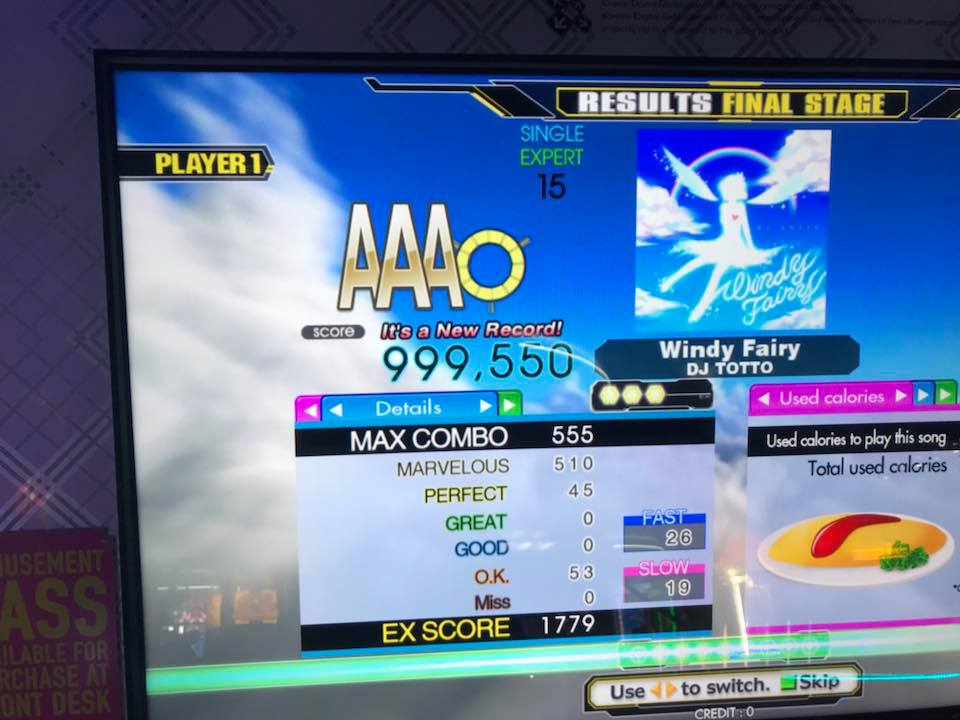 RESULTS FINAL STAGE
PLAYER 1
SINGLE
EXPERT
15
AAA
Windy
Fairy
score It's a New Record!
999,550
Windy Fairy
DJ TOTTO
Details
MAX COMBO 555
MARVELOUS 510
PERFECT 45
GREAT 0
GOOD 0
O.K. 53
Miss 0
EX SCORE 1779
FAST
26
SLOW
19
Used calories
Used calories to play this song
Total used calories
Use to switch. Skip
CREDIT : 0
MUSEMENT
ASS
ILABLE FOR
RCHASE AT
ONT DESK